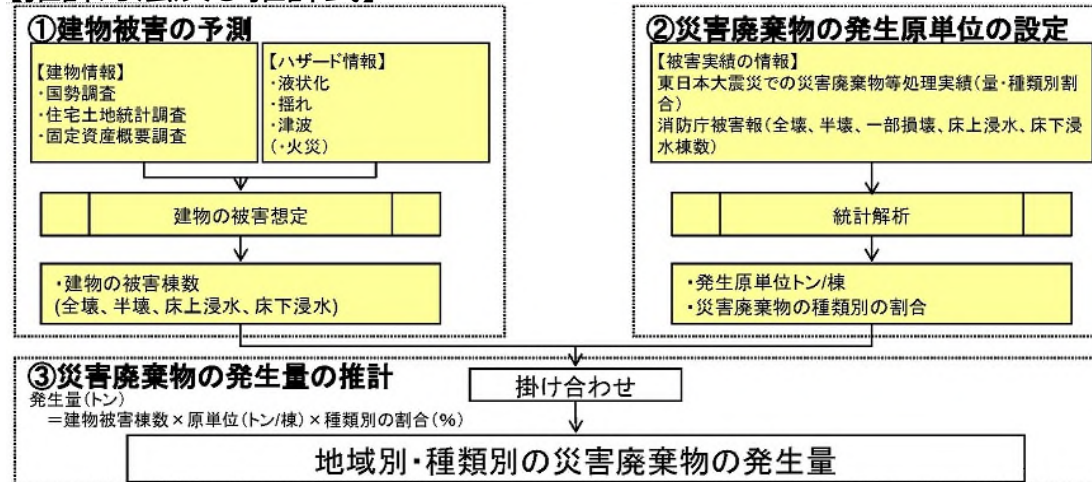 ①建物被害の予測
【建物情報】
・国勢調査
・住宅土地統計調査
・固定資産概要調査
【ハザード情報】
・液状化
・揺れ
・津波
(・火災)
建物の被害想定
・建物の被害棟数
(全壊、半壊、床上浸水、床下浸水)
②災害廃棄物の発生原単位の設定
【被害実績の情報】
東日本大震災での災害廃棄物等処理実績(量・種類別割
合)
消防庁被害報(全壊、半壊、一部損壊、床上浸水、床下浸
水棟数)
統計解析
・発生原単位トン/棟
・災害廃棄物の種類別の割合
③災害廃棄物の発生量の推計
発生量(トン)
=建物被害棟数×原単位(トン/棟)×種類別の割合(%)
掛け合わせ
地域別・種類別の災害廃棄物の発生量